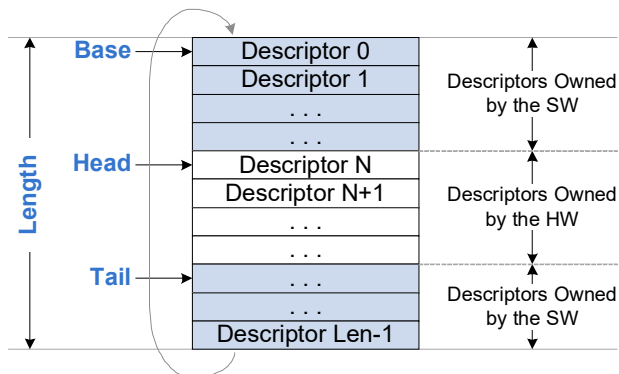 Base
Descriptor 0
Descriptor 1
. . .
. . .
Head
Descriptor N
Descriptor N+1
. . .
. . .
Tail
. . .
. . .
Descriptor Len-1
Length
Descriptors Owned
by the SW
Descriptors Owned
by the HW
Descriptors Owned
by the SW